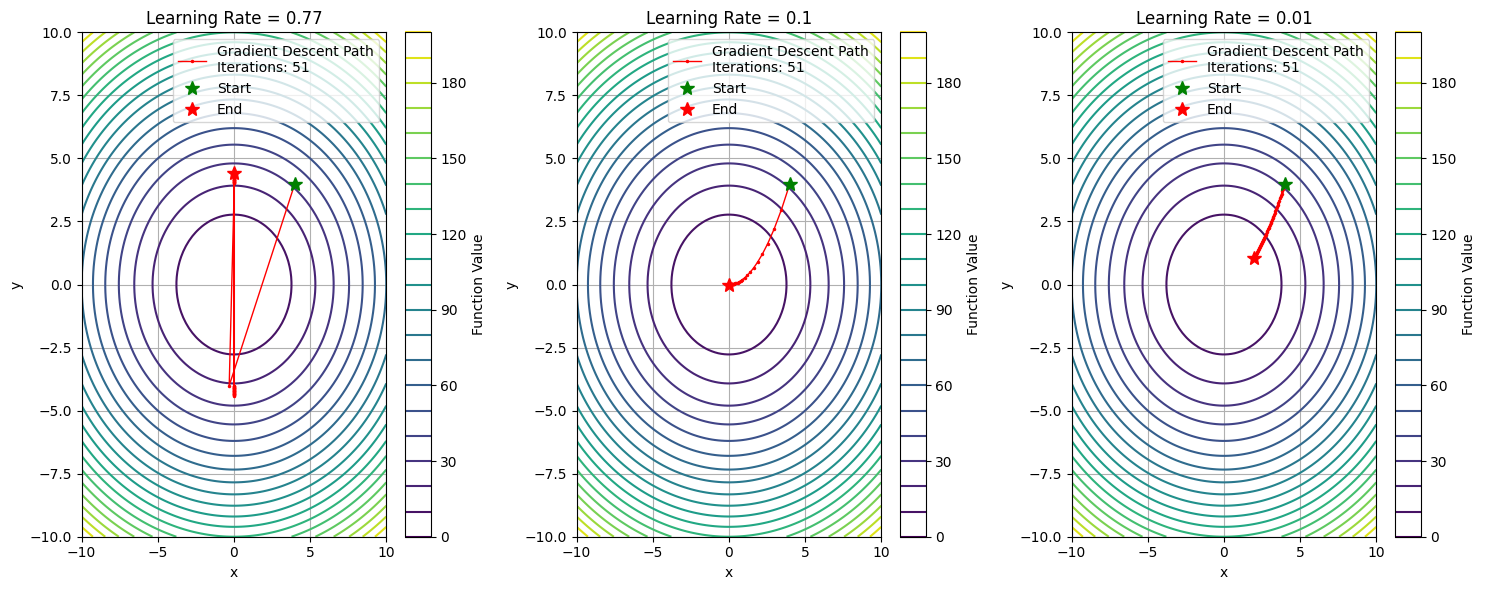 Learning Rate = 0.77
10.0
7.5
5.0
2.5
0.0
−2.5
−5.0
−7.5
−10.0
−10
−5
0
5
10
x
y
Gradient Descent Path
Iterations: 51
Start
End
180
150
120
90
60
30
0
Function Value
Learning Rate = 0.1
10.0
7.5
5.0
2.5
0.0
−2.5
−5.0
−7.5
−10.0
−10
−5
0
5
10
x
y
Gradient Descent Path
Iterations: 51
Start
End
180
150
120
90
60
30
0
Function Value
Learning Rate = 0.01
10.0
7.5
5.0
2.5
0.0
−2.5
−5.0
−7.5
−10.0
−10
−5
0
5
10
x
y
Gradient Descent Path
Iterations: 51
Start
End
180
150
120
90
60
30
0
Function Value